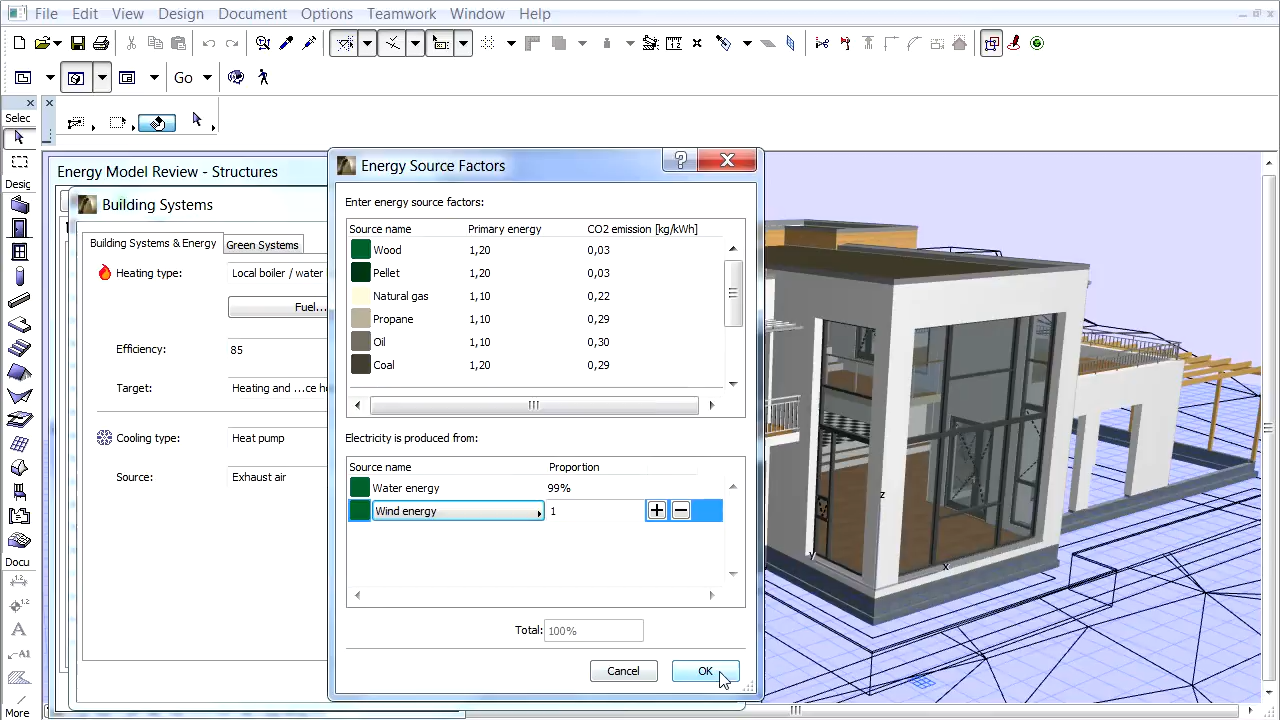 File Edit View Design Document Options Teamwork Window Help
Go
Selec
Desig
Docu
More
Energy Model Review - Structures
Building Systems
Building Systems & Energy Green Systems
Heating type: Local boiler / water
Fuel...
Efficiency: 85
Target: Heating and ...ce he
Cooling type: Heat pump
Source: Exhaust air
Energy Source Factors
Enter energy source factors:
Source name Primary energy CO2 emission [kg/kWh]
Wood 1,20 0,03
Pellet 1,20 0,03
Natural gas 1,10 0,22
Propane 1,10 0,29
Oil 1,10 0,30
Coal 1,20 0,29
Electricity is produced from:
Source name Proportion
Water energy 99%
Wind energy 1
Total: 100%
Cancel OK
z
y
x